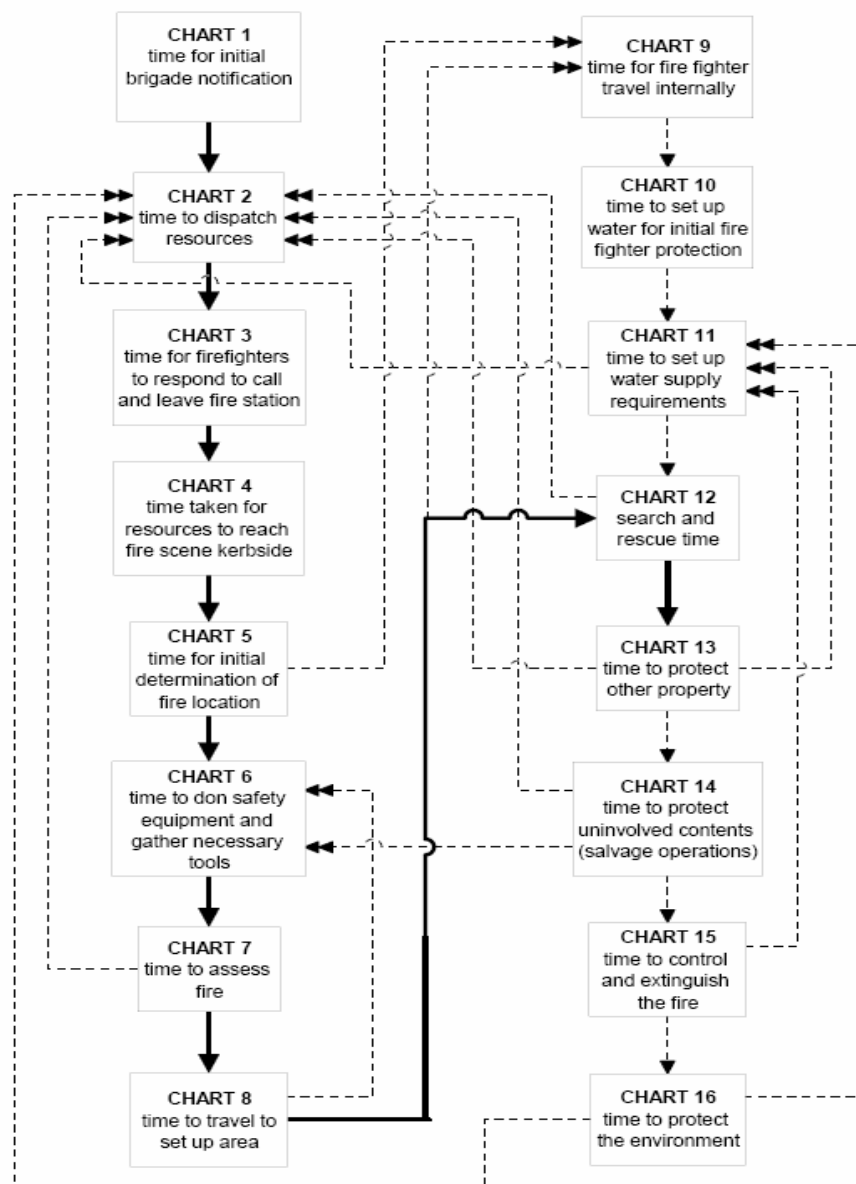 CHART 1
time for initial
brigade notification
CHART 2
time to dispatch
resources
CHART 3
time for firefighters
to respond to call
and leave fire station
CHART 4
time taken for
resources to reach
fire scene kerbside
CHART 5
time for initial
determination of
fire location
CHART 6
time to don safety
equipment and
gather necessary
tools
CHART 7
time to assess
fire
CHART 8
time to travel to
set up area
CHART 9
time for fire fighter
travel internally
CHART 10
time to set up
water for initial fire
fighter protection
CHART 11
time to set up
water supply
requirements
CHART 12
search and
rescue time
CHART 13
time to protect
other property
CHART 14
time to protect
uninvolved contents
(salvage operations)
CHART 15
time to control
and extinguish
the fire
CHART 16
time to protect
the environment